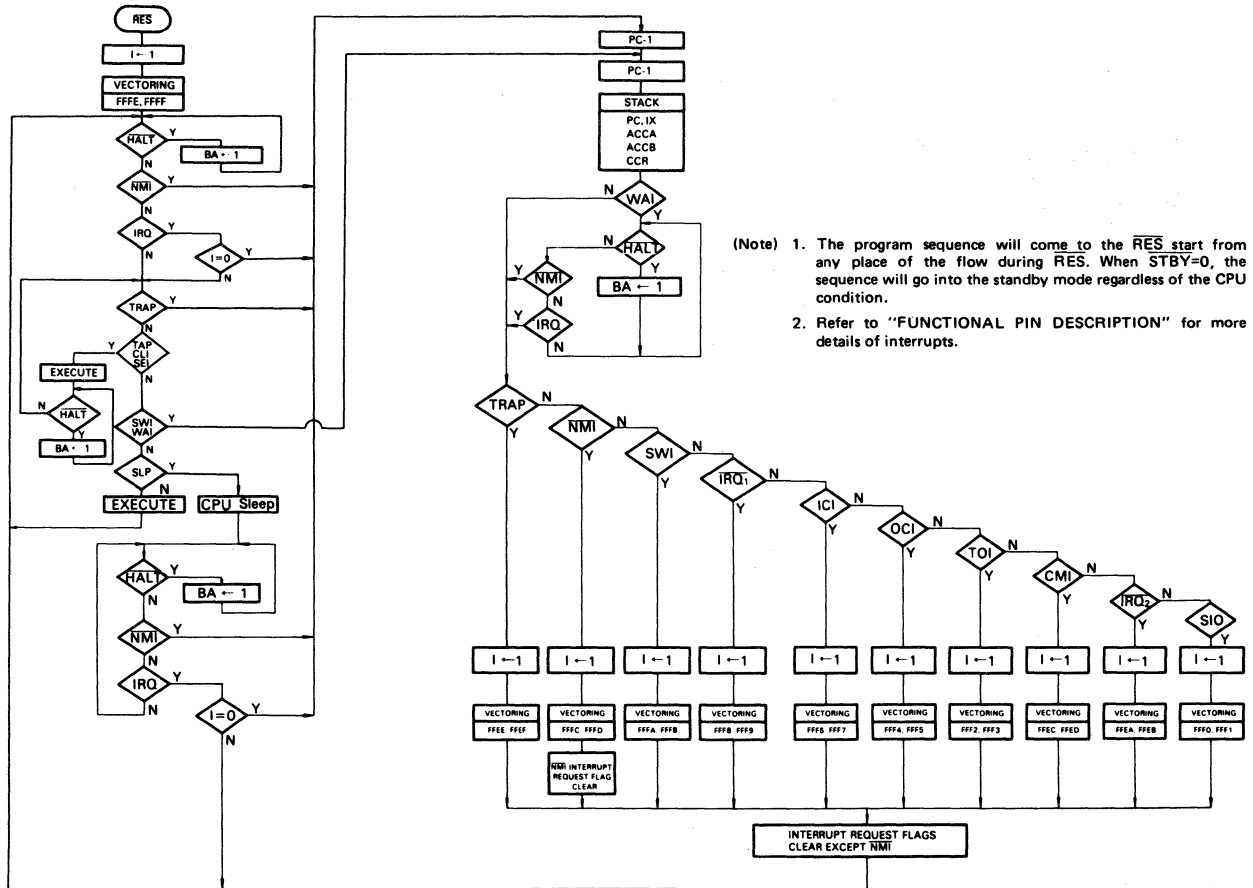 RES
I ← 1
VECTORING
FFFE, FFFF
HALT
Y
BA ← 1
N
NMI
Y
N
IRQ
Y
I=0
Y
N
N
TRAP
Y
N
TAP
CLI
SEI
Y
N
EXECUTE
HALT
N
Y
BA ← 1
SWI
WAI
Y
N
SLP
Y
N
EXECUTE
CPU Sleep
HALT
Y
BA ← 1
N
NMI
Y
N
IRQ
Y
N
I=0
Y
N
PC-1
PC-1
STACK
PC, IX
ACCA
ACCB
CCR
WAI
N
Y
HALT
N
Y
BA ← 1
NMI
Y
N
IRQ
Y
N
(Note) 1. The program sequence will come to the RES start from
any place of the flow during RES. When STBY=0, the
sequence will go into the standby mode regardless of the CPU
condition.
2. Refer to "FUNCTIONAL PIN DESCRIPTION" for more
details of interrupts.
TRAP
N
Y
NMI
N
Y
SWI
N
Y
IRQ1
N
Y
ICI
N
Y
OCI
N
Y
TOI
N
Y
CMI
N
Y
IRQ2
N
Y
SIO
Y
I ←1
I ←1
I ←1
I ←1
I ←1
I ←1
I ←1
I ←1
I ←1
I ←1
VECTORING
FFEE FFEF
VECTORING
FFFC FFFD
VECTORING
FFFA, FFFB
VECTORING
FFF8 FFF9
VECTORING
FFF6 FFF7
VECTORING
FFF4, FFF5
VECTORING
FFF2, FFF3
VECTORING
FFEC FFED
VECTORING
FFEA, FFEB
VECTORING
FFF0, FFF1
NMI INTERRUPT
REQUEST FLAG
CLEAR
INTERRUPT REQUEST FLAGS
CLEAR EXCEPT NMI